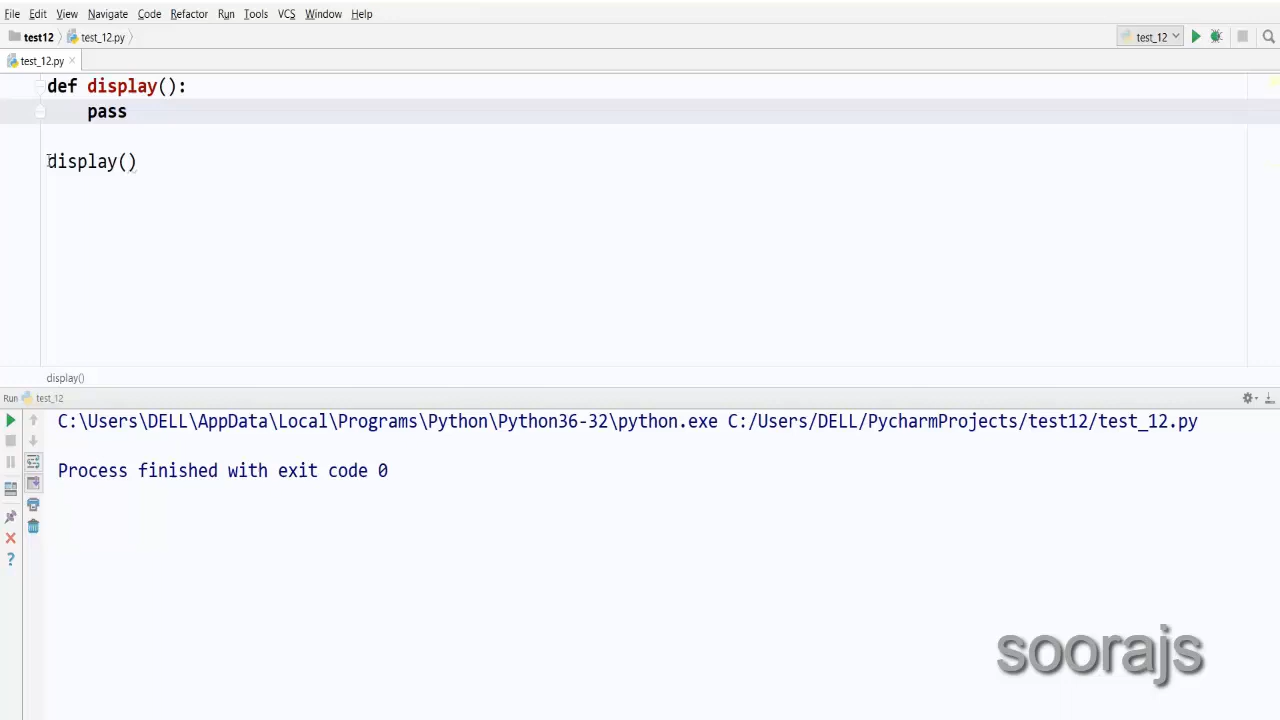 File Edit View Navigate Code Refactor Run Tools VCS Window Help
test12 test_12.py test_12
test_12.py
def display():
    pass
display()
display()
Run test_12
C:\Users\DELL\AppData\Local\Programs\Python\Python36-32\python.exe C:/Users/DELL/PycharmProjects/test12/test_12.py
Process finished with exit code 0
soorajs